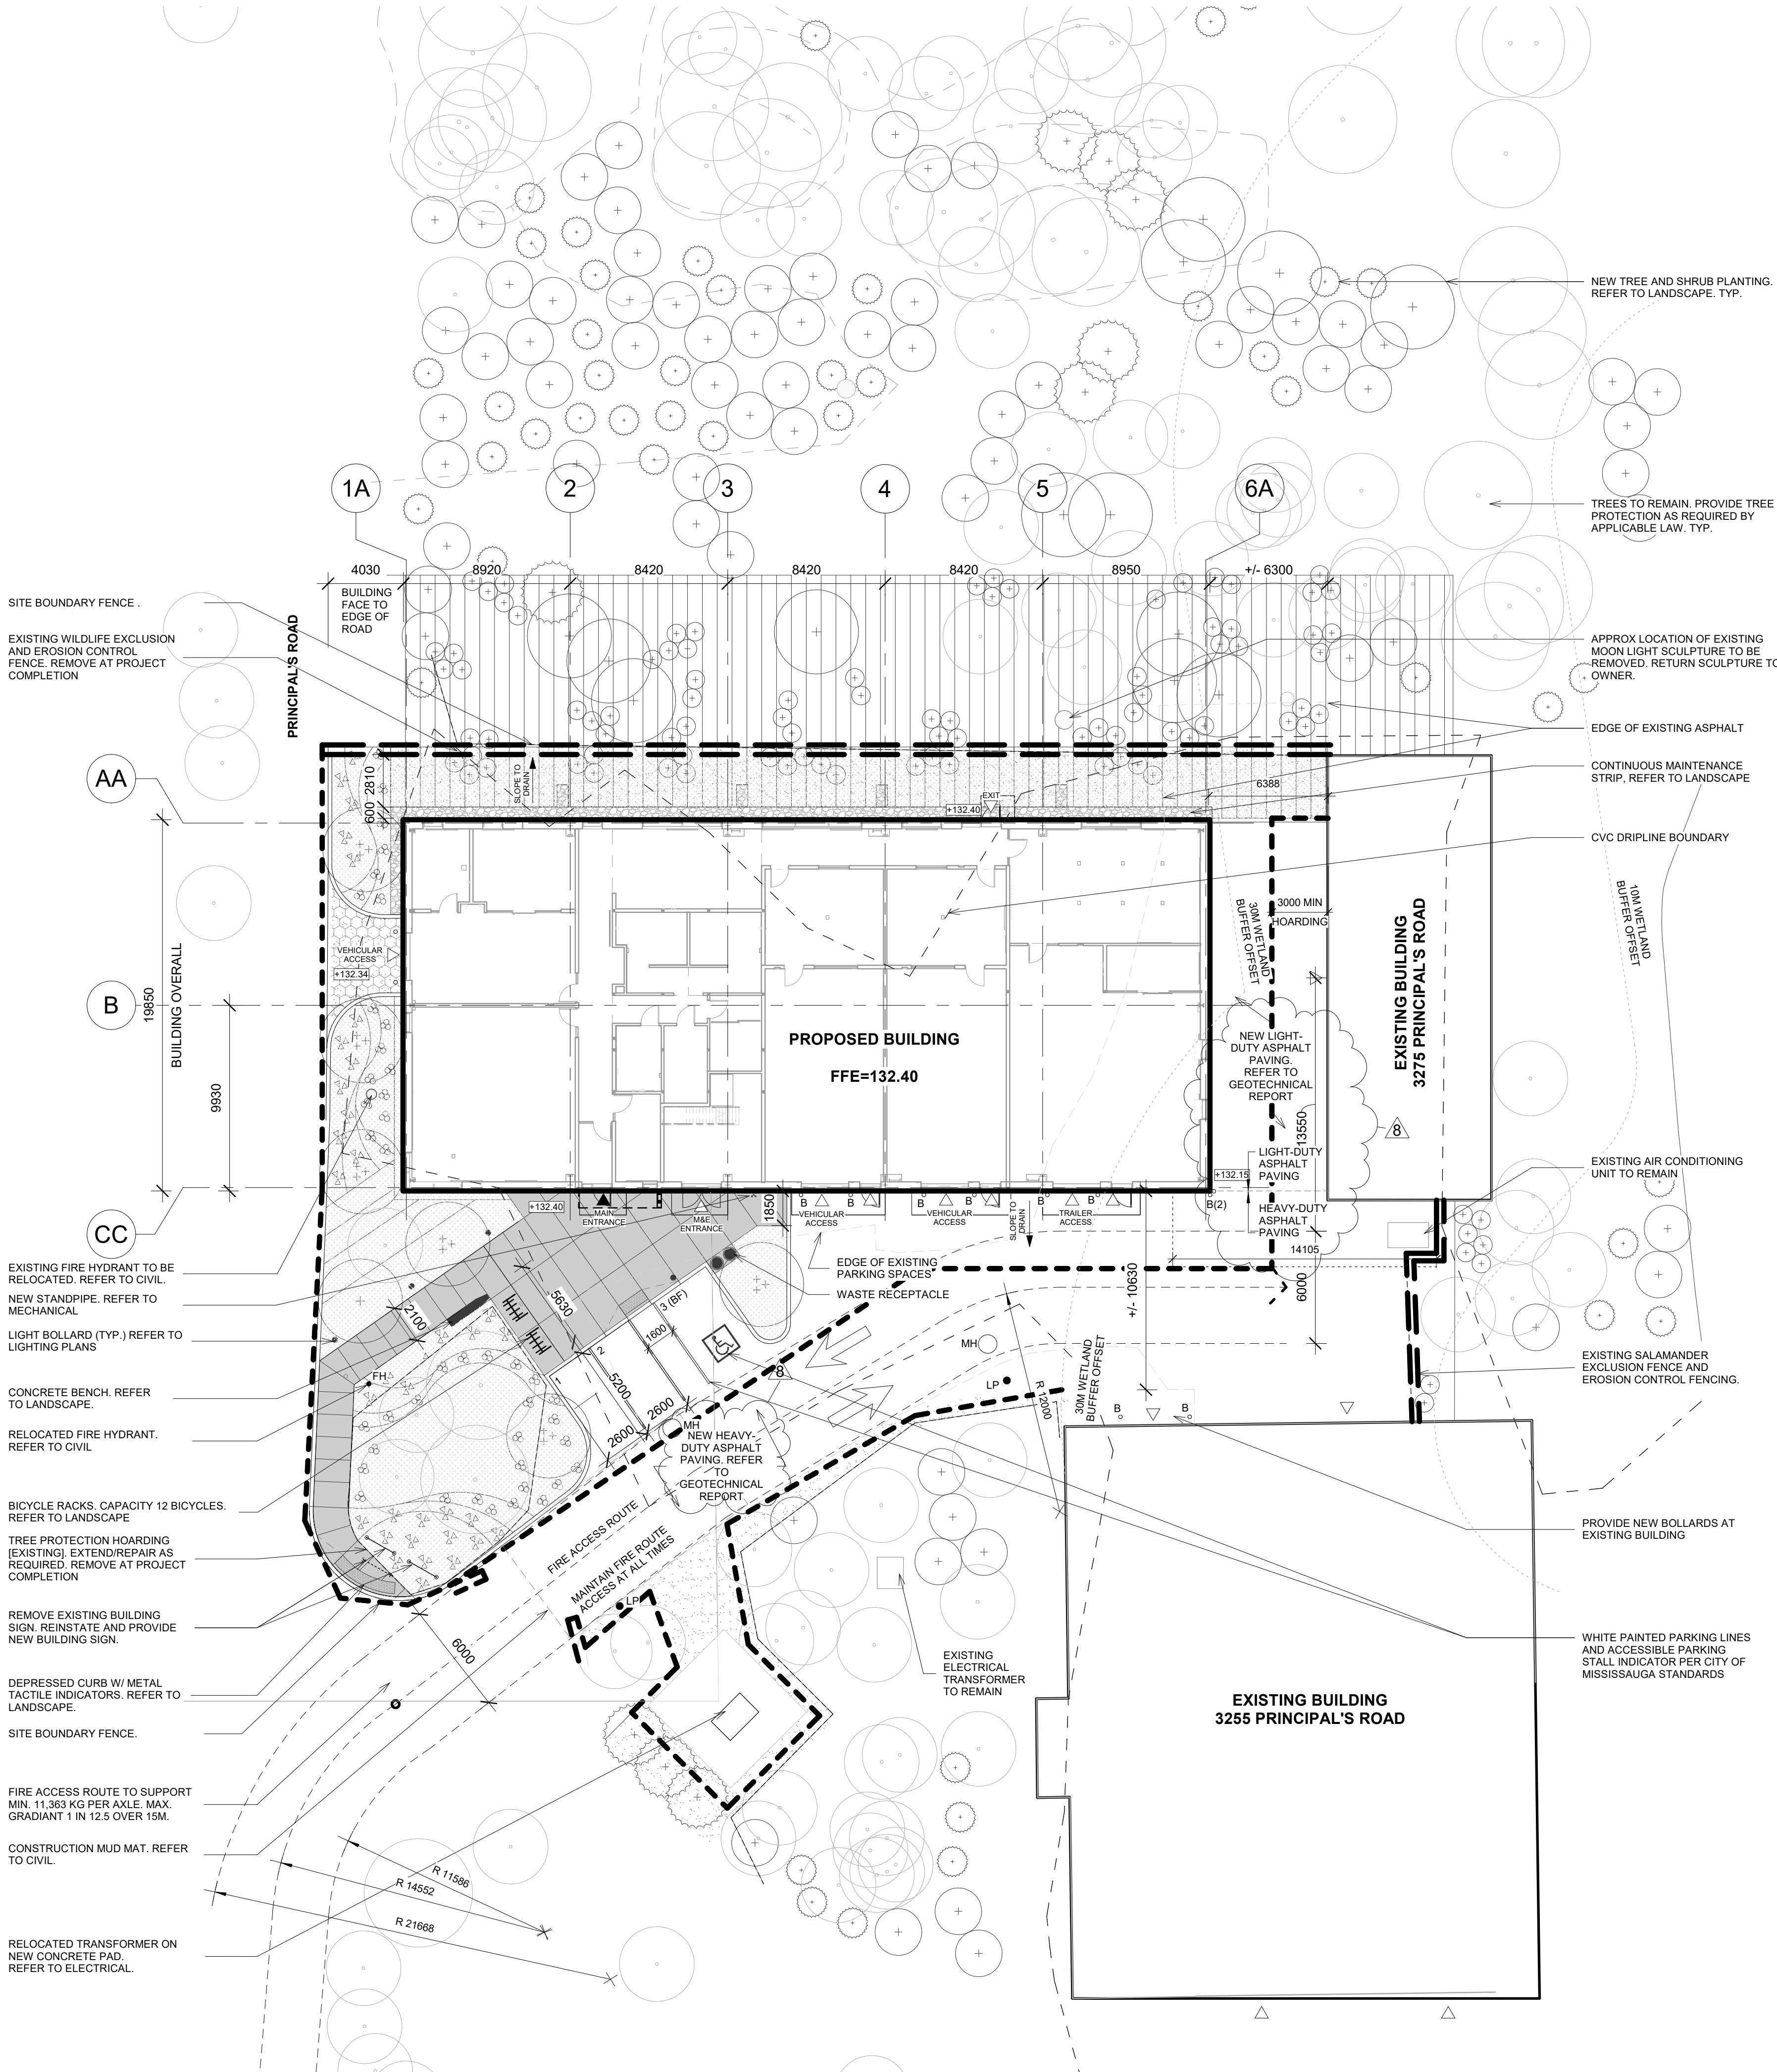 NEW TREE AND SHRUB PLANTING.
REFER TO LANDSCAPE. TYP.
1A
2
3
4
5
6A
TREES TO REMAIN. PROVIDE TREE
PROTECTION AS REQUIRED BY
APPLICABLE LAW. TYP.
4030
8920
8420
8420
8420
8950
+/- 6300
BUILDING
FACE TO
EDGE OF
ROAD
SITE BOUNDARY FENCE .
EXISTING WILDLIFE EXCLUSION
AND EROSION CONTROL
FENCE. REMOVE AT PROJECT
COMPLETION
PRINCIPAL'S ROAD
APPROX LOCATION OF EXISTING
MOON LIGHT SCULPTURE TO BE
REMOVED. RETURN SCULPTURE TO
OWNER.
EDGE OF EXISTING ASPHALT
CONTINUOUS MAINTENANCE
STRIP, REFER TO LANDSCAPE
CVC DRIPLINE BOUNDARY
AA
2810
600
SLOPE TO
DRAIN
EXIT
+132.40
6388
3000 MIN
HOARDING
30M WETLAND
BUFFER OFFSET
10M WETLAND
BUFFER OFFSET
EXISTING BUILDING
3275 PRINCIPAL'S ROAD
VEHICULAR
ACCESS
+132.34
B
19850
BUILDING OVERALL
9930
PROPOSED BUILDING
FFE=132.40
NEW LIGHT-
DUTY ASPHALT
PAVING.
REFER TO
GEOTECHNICAL
REPORT
13550
8
LIGHT-DUTY
ASPHALT
PAVING
+132.15
HEAVY-DUTY
ASPHALT
PAVING
B(2)
14105
6000
EXISTING AIR CONDITIONING
UNIT TO REMAIN
CC
+132.40
MAIN
ENTRANCE
M&E
ENTRANCE
1850
B
B
VEHICULAR
ACCESS
B
B
VEHICULAR
ACCESS
SLOPE TO
DRAIN
B
B
TRAILER
ACCESS
EXISTING FIRE HYDRANT TO BE
RELOCATED. REFER TO CIVIL.
NEW STANDPIPE. REFER TO
MECHANICAL
LIGHT BOLLARD (TYP.) REFER TO
LIGHTING PLANS
CONCRETE BENCH. REFER
TO LANDSCAPE.
RELOCATED FIRE HYDRANT.
REFER TO CIVIL
BICYCLE RACKS. CAPACITY 12 BICYCLES.
REFER TO LANDSCAPE
TREE PROTECTION HOARDING
[EXISTING]. EXTEND/REPAIR AS
REQUIRED. REMOVE AT PROJECT
COMPLETION
REMOVE EXISTING BUILDING
SIGN. REINSTATE AND PROVIDE
NEW BUILDING SIGN.
DEPRESSED CURB W/ METAL
TACTILE INDICATORS. REFER TO
LANDSCAPE.
SITE BOUNDARY FENCE.
FIRE ACCESS ROUTE TO SUPPORT
MIN. 11,363 KG PER AXLE. MAX.
GRADIANT 1 IN 12.5 OVER 15M.
CONSTRUCTION MUD MAT. REFER
TO CIVIL.
RELOCATED TRANSFORMER ON
NEW CONCRETE PAD.
REFER TO ELECTRICAL.
EDGE OF EXISTING
PARKING SPACES
WASTE RECEPTACLE
2100
5630
FH
1
2
3 (BF)
1600
5200
2600
2600
8
MH
MH
LP
+/- 10630
R 12000
30M WETLAND
BUFFER OFFSET
B
B
NEW HEAVY-
DUTY ASPHALT
PAVING. REFER
TO
GEOTECHNICAL
REPORT
FIRE ACCESS ROUTE
MAINTAIN FIRE ROUTE
ACCESS AT ALL TIMES
LP
6000
EXISTING
ELECTRICAL
TRANSFORMER
TO REMAIN
R 11586
R 14552
R 21668
EXISTING SALAMANDER
EXCLUSION FENCE AND
EROSION CONTROL FENCING.
PROVIDE NEW BOLLARDS AT
EXISTING BUILDING
WHITE PAINTED PARKING LINES
AND ACCESSIBLE PARKING
STALL INDICATOR PER CITY OF
MISSISSAUGA STANDARDS
EXISTING BUILDING
3255 PRINCIPAL'S ROAD